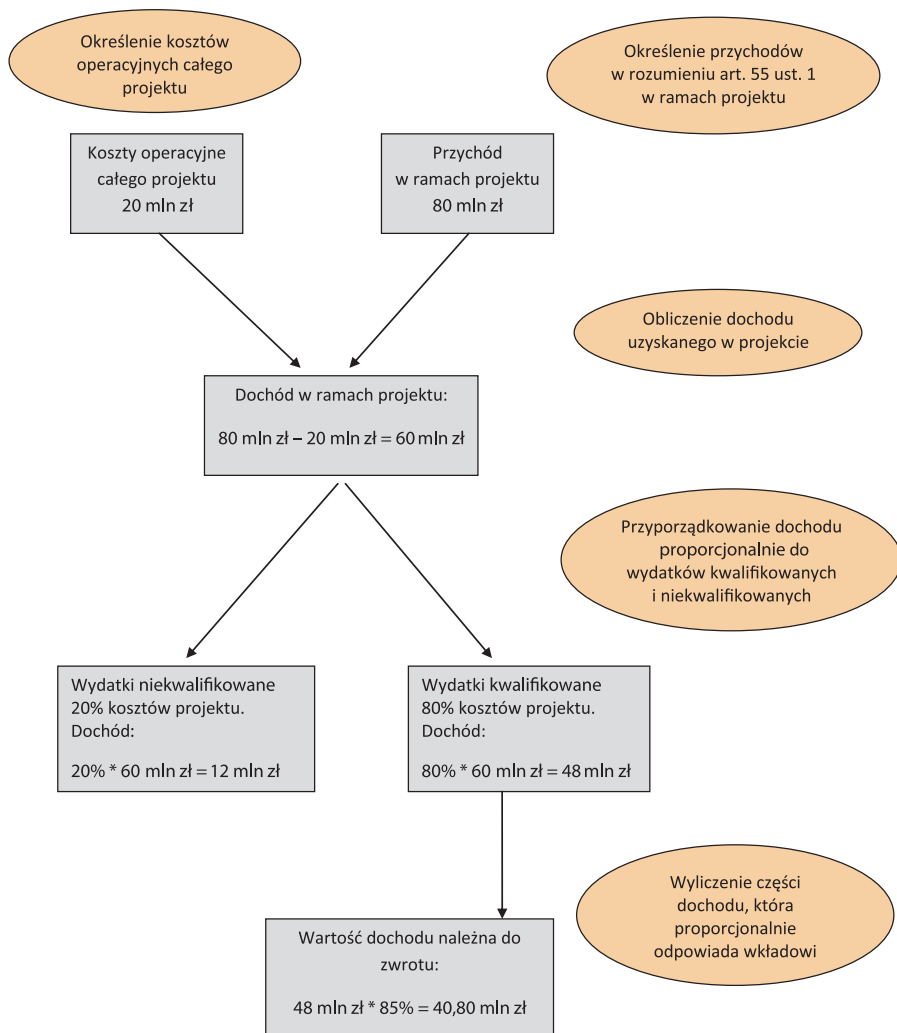 Określenie kosztów
operacyjnych całego
projektu
Określenie przychodów
w rozumieniu art. 55 ust. 1
w ramach projektu
Koszty operacyjne
całego projektu
20 mln zł
Przychód
w ramach projektu
80 mln zł
Obliczenie dochodu
uzyskanego w projekcie
Dochód w ramach projektu:
80 mln zł – 20 mln zł = 60 mln zł
Przyporządkowanie dochodu
proporcjonalnie do
wydatków kwalifikowanych
i niekwalifikowanych
Wydatki niekwalifikowane
20% kosztów projektu.
Dochód:
20% * 60 mln zł = 12 mln zł
Wydatki kwalifikowane
80% kosztów projektu.
Dochód:
80% * 60 mln zł = 48 mln zł
Wyliczenie części
dochodu, która
proporcjonalnie
odpowiada wkładowi
Wartość dochodu należna do
zwrotu:
48 mln zł * 85% = 40,80 mln zł